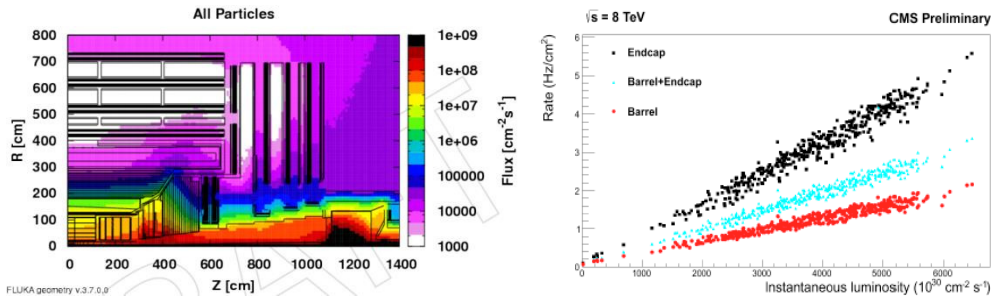 All Particles
800
700
600
500
400
300
200
100
0
R [cm]
0 200 400 600 800 1000 1200 1400
Z [cm]
1e+09
1e+08
1e+07
1e+06
100000
10000
1000
Flux [cm⁻²s⁻¹]
FLUKA geometry v.3.7.0.0
√s = 8 TeV
CMS Preliminary
Rate (Hz/cm²)
6
5
4
3
2
1
0
Endcap
Barrel+Endcap
Barrel
0 1000 2000 3000 4000 5000 6000
Instantaneous luminosity (10³⁰ cm⁻² s⁻¹)